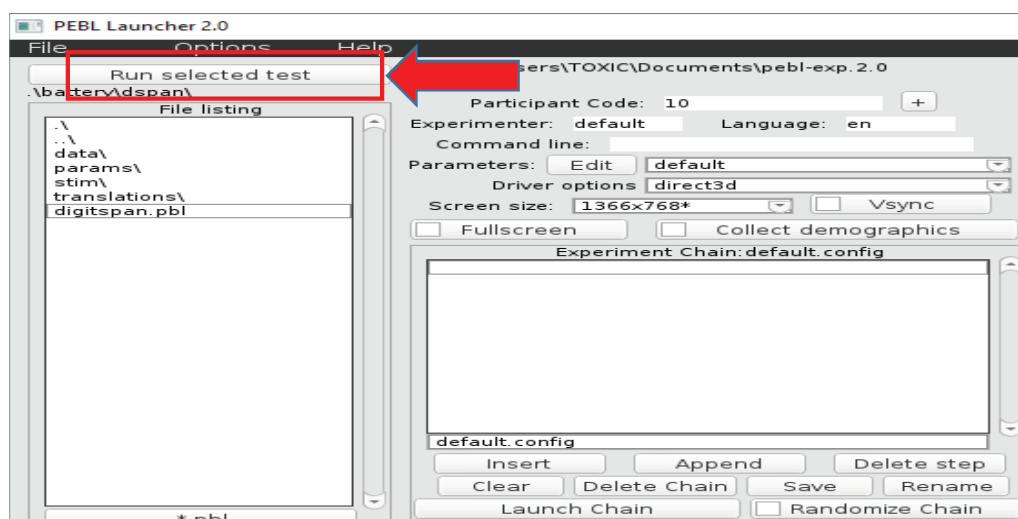 PEBL Launcher 2.0
File Options Help
Run selected test
.\battery\dspan\
File listing
.\
..\
data\
params\
stim\
translations\
digitspan.pbl
*.pbl
sers\TOXIC\Documents\pebl-exp.2.0
Participant Code: 10 +
Experimenter: default Language: en
Command line:
Parameters: Edit default
Driver options direct3d
Screen size: 1366x768* Vsync
Fullscreen Collect demographics
Experiment Chain: default.config
default.config
Insert Append Delete step
Clear Delete Chain Save Rename
Launch Chain Randomize Chain